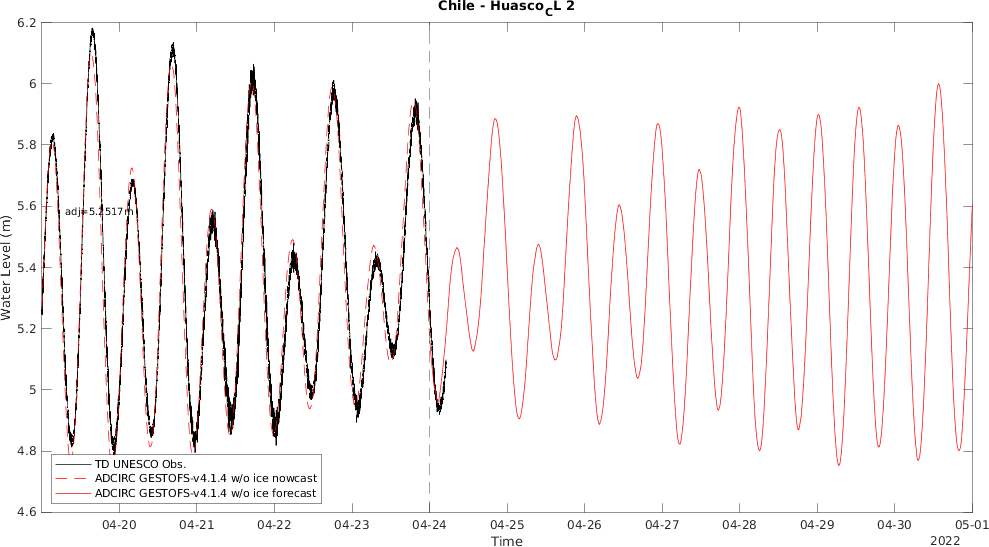 Chile - Huasco_CL 2
6.2
6
5.8
5.6
5.4
5.2
5
4.8
4.6
Water Level (m)
adj=5.2517m
TD UNESCO Obs.
ADCIRC GESTOFS-v4.1.4 w/o ice nowcast
ADCIRC GESTOFS-v4.1.4 w/o ice forecast
04-20 04-21 04-22 04-23 04-24 04-25 04-26 04-27 04-28 04-29 04-30 05-01
Time
2022